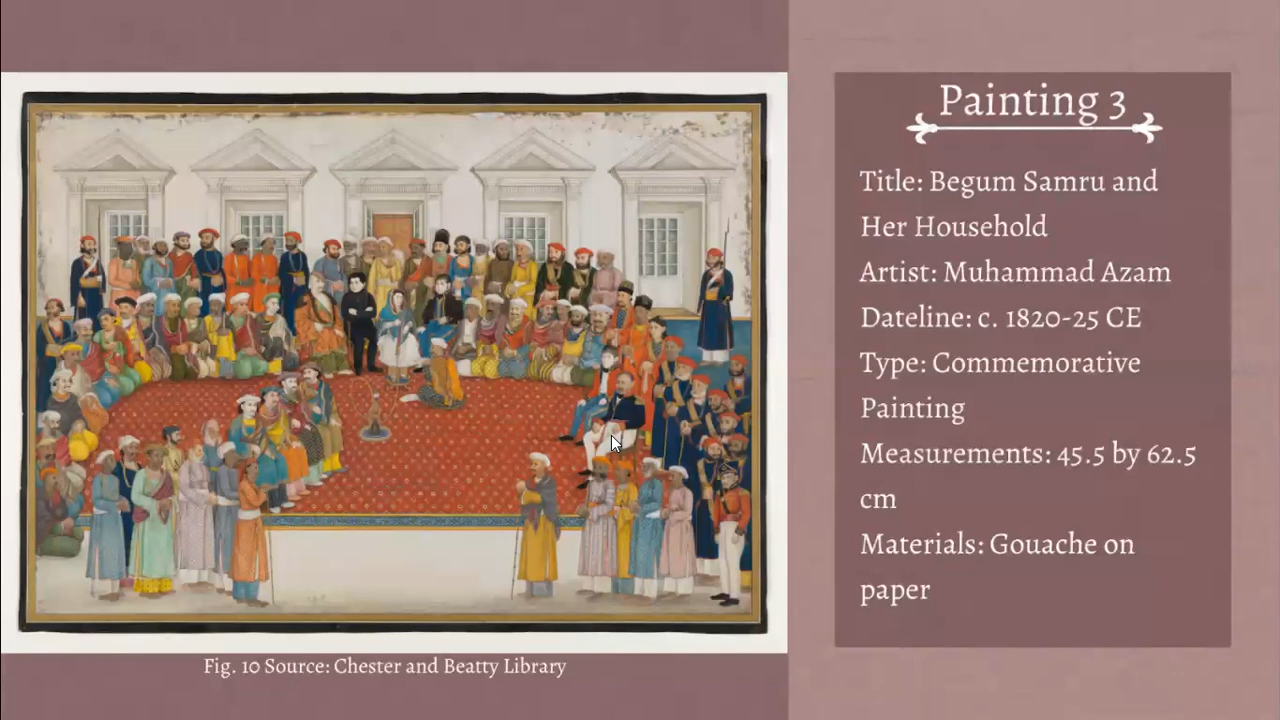 Painting 3
Title: Begum Samru and
Her Household
Artist: Muhammad Azam
Dateline: c. 1820-25 CE
Type: Commemorative
Painting
Measurements: 45.5 by 62.5
cm
Materials: Gouache on
paper
Fig. 10 Source: Chester and Beatty Library